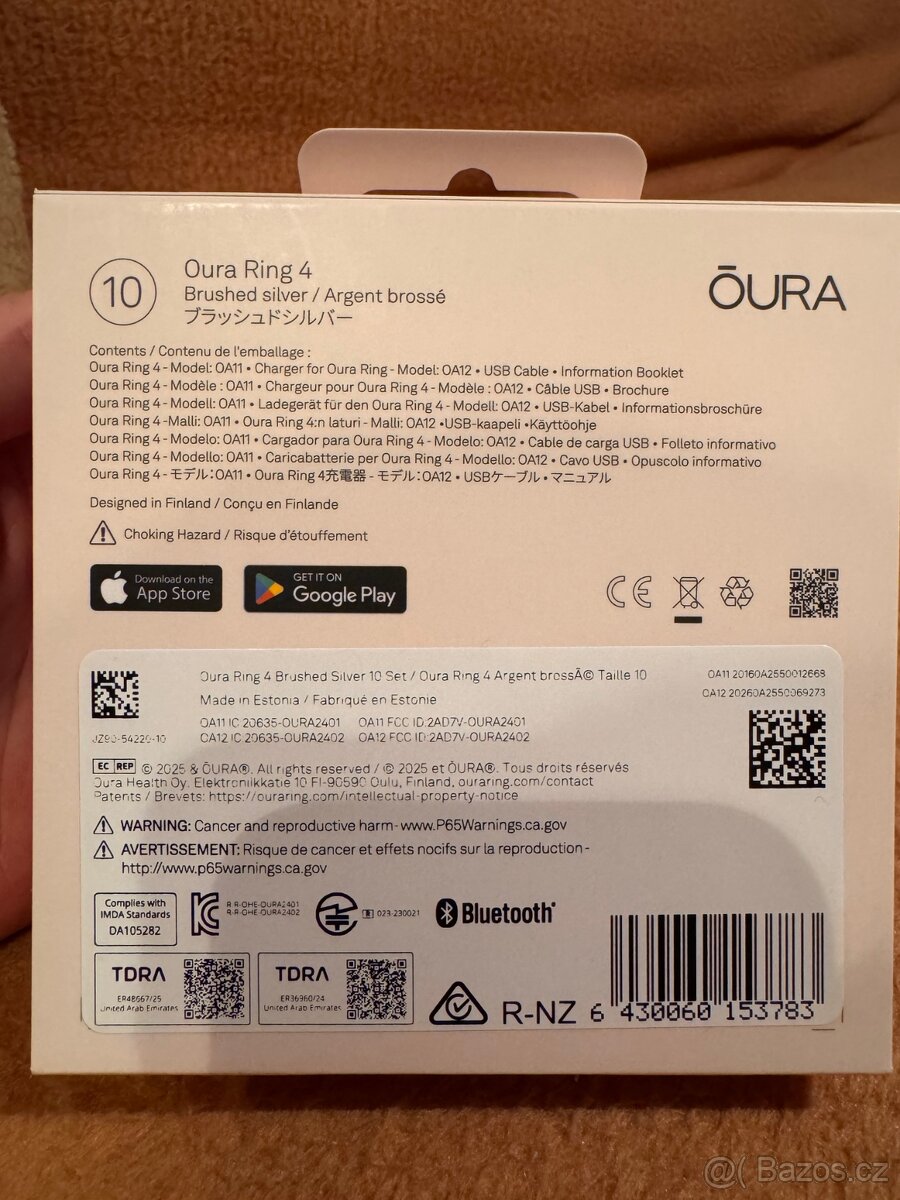 10
Oura Ring 4
Brushed silver / Argent brossé
ブラッシュドシルバー
ŌURA
Contents / Contenu de l'emballage :
Oura Ring 4 - Model: OA11 • Charger for Oura Ring - Model: OA12 • USB Cable • Information Booklet
Oura Ring 4 - Modèle : OA11 • Chargeur pour Oura Ring 4 - Modèle : OA12 • Câble USB • Brochure
Oura Ring 4 - Modell: OA11 • Ladegerät für den Oura Ring 4 - Modell: OA12 • USB-Kabel • Informationsbroschüre
Oura Ring 4 -Malli: OA11 • Oura Ring 4:n laturi - Malli: OA12 •USB-kaapeli •Käyttöohje
Oura Ring 4 - Modelo: OA11 • Cargador para Oura Ring 4 - Modelo: OA12 • Cable de carga USB • Folleto informativo
Oura Ring 4 - Modello: OA11 • Caricabatterie per Oura Ring 4 - Modello: OA12 • Cavo USB • Opuscolo informativo
Oura Ring 4 - モデル:OA11 • Oura Ring 4充電器 - モデル:OA12 • USBケーブル • マニュアル
Designed in Finland / Conçu en Finlande
Choking Hazard / Risque d'étouffement
Download on the
App Store
GET IT ON
Google Play
CE
Oura Ring 4 Brushed Silver 10 Set / Oura Ring 4 Argent brossÃ© Taille 10
OA11 20160A2550012668
Made in Estonia / Fabriqué en Estonie
OA12 20260A2550069273
OA11 IC:20635-OURA2401 OA11 FCC ID:2AD7V-OURA2401
JZ90-54220-10
OA12 IC:20635-OURA2402 OA12 FCC ID:2AD7V-OURA2402
EC REP © 2025 & ŌURA®. All rights reserved / © 2025 et ŌURA®. Tous droits réservés
Oura Health Oy. Elektroniikkatie 10 FI-90590 Oulu, Finland, ouraring.com/contact
Patents / Brevets: https://ouraring.com/intellectual-property-notice
WARNING: Cancer and reproductive harm-www.P65Warnings.ca.gov
AVERTISSEMENT: Risque de cancer et effets nocifs sur la reproduction-
http://www.p65warnings.ca.gov
Complies with
IMDA Standards
DA105282
R-R-OHE-OURA2401
R-R-OHE-OURA2402
R 023-230021
Bluetooth®
TDRA
ER48667/25
United Arab Emirates
TDRA
ER36960/24
United Arab Emirates
R-NZ
6 430060 153783
@( Bazos.cz